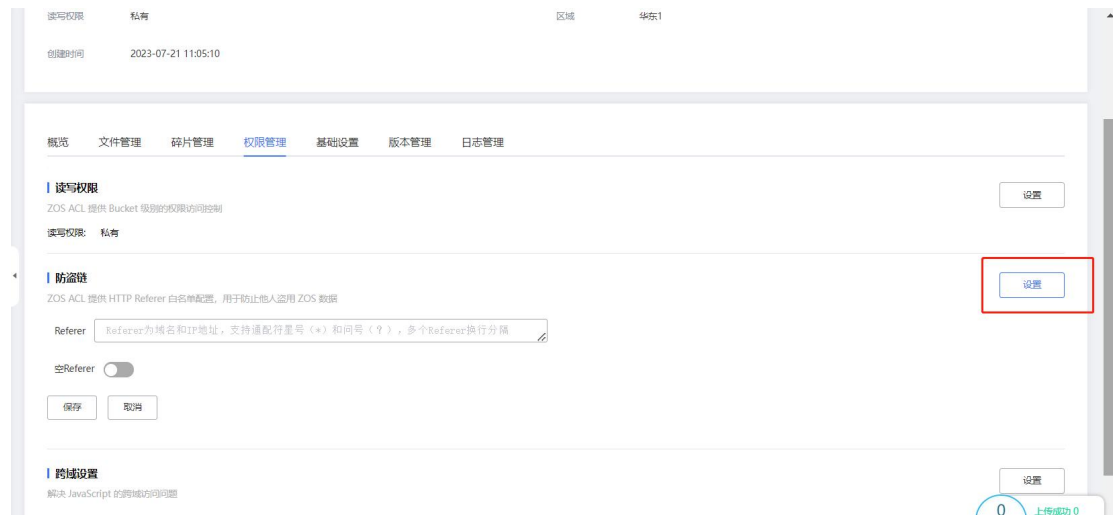 读写权限 私有 区域 华东1
创建时间 2023-07-21 11:05:10
概览 文件管理 碎片管理 权限管理 基础设置 版本管理 日志管理
读写权限
设置
ZOS ACL 提供 Bucket 级别的权限访问控制
读写权限: 私有
防盗链
设置
ZOS ACL 提供 HTTP Referer 白名单配置，用于防止他人盗用 ZOS 数据
Referer Referer为域名和IP地址，支持通配符星号（*）和问号（?），多个Referer换行分隔
空Referer
保存 取消
跨域设置
设置
解决 JavaScript 的跨域访问问题
0 上传成功 0